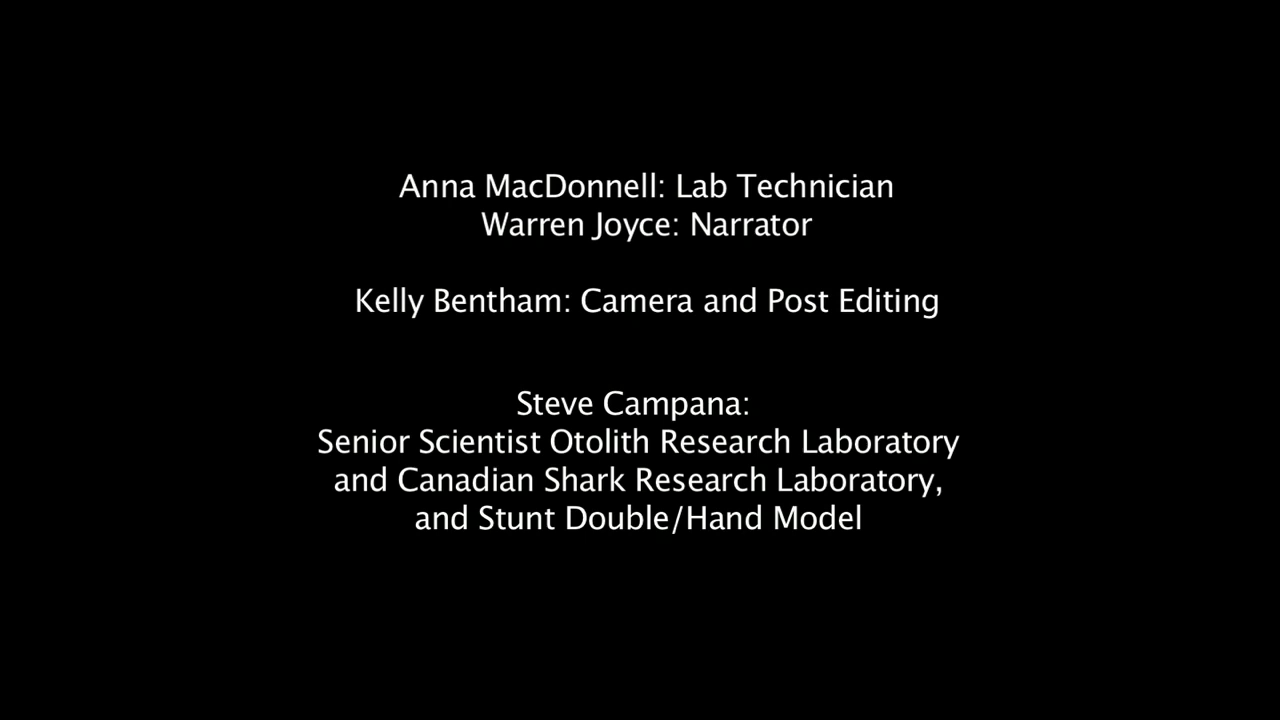 Anna MacDonnell: Lab Technician
Warren Joyce: Narrator
Kelly Bentham: Camera and Post Editing
Steve Campana:
Senior Scientist Otolith Research Laboratory
and Canadian Shark Research Laboratory,
and Stunt Double/Hand Model